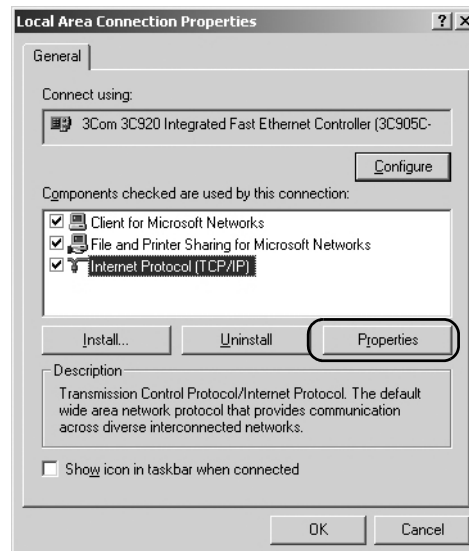 Local Area Connection Properties
General
Connect using:
3Com 3C920 Integrated Fast Ethernet Controller (3C905C-
Configure
Components checked are used by this connection:
Client for Microsoft Networks
File and Printer Sharing for Microsoft Networks
Internet Protocol (TCP/IP)
Install...
Uninstall
Properties
Description
Transmission Control Protocol/Internet Protocol. The default
wide area network protocol that provides communication
across diverse interconnected networks.
Show icon in taskbar when connected
OK
Cancel